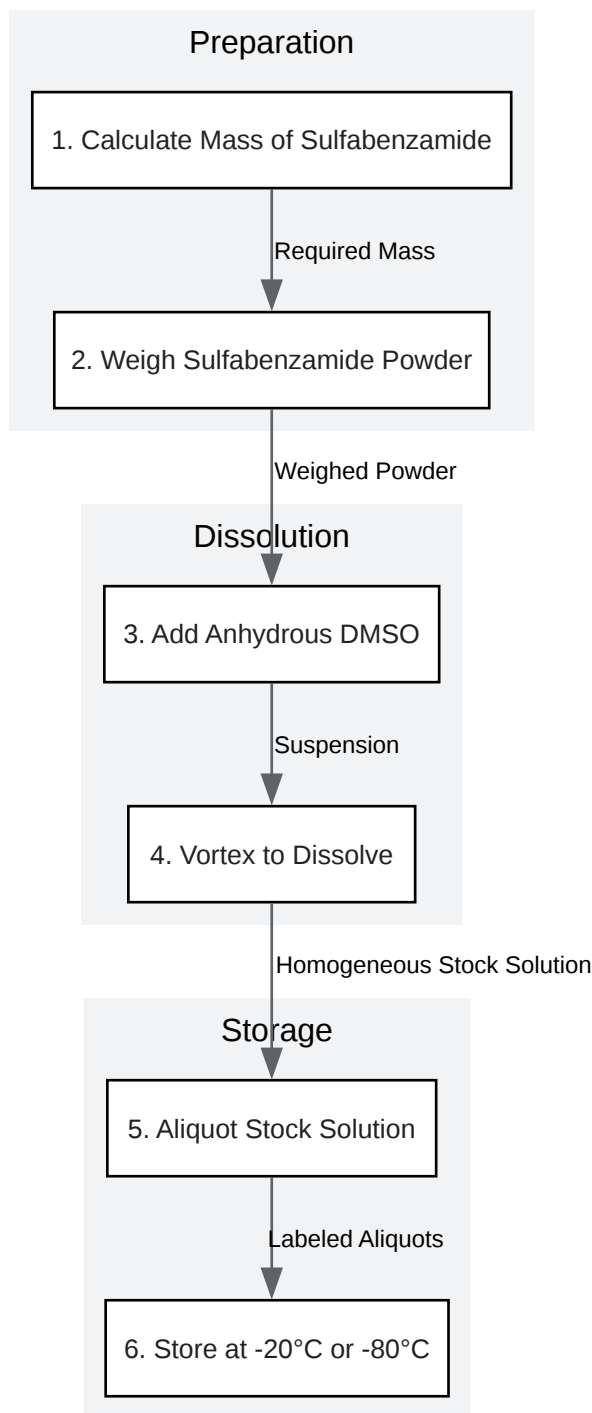 Preparation
1. Calculate Mass of Sulfabenzamide
Required Mass
2. Weigh Sulfabenzamide Powder
Weighed Powder
Dissolution
3. Add Anhydrous DMSO
Suspension
4. Vortex to Dissolve
Homogeneous Stock Solution
Storage
5. Aliquot Stock Solution
Labeled Aliquots
6. Store at -20°C or -80°C